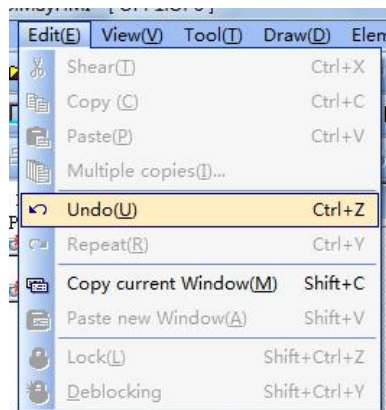 Edit(E) View(V) Tool(T) Draw(D) Elem
Shear(T) Ctrl+X
Copy (C) Ctrl+C
Paste(P) Ctrl+V
Multiple copies(I)...
Undo(U) Ctrl+Z
Repeat(R) Ctrl+Y
Copy current Window(M) Shift+C
Paste new Window(A) Shift+V
Lock(L) Shift+Ctrl+Z
Deblocking Shift+Ctrl+Y